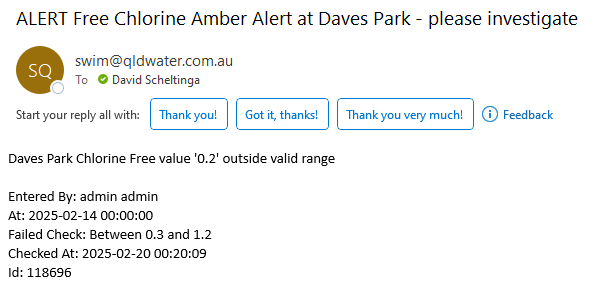 ALERT Free Chlorine Amber Alert at Daves Park - please investigate
SQ
swim@qldwater.com.au
To David Scheltinga
Start your reply all with: Thank you! Got it, thanks! Thank you very much! Feedback
Daves Park Chlorine Free value '0.2' outside valid range
Entered By: admin admin
At: 2025-02-14 00:00:00
Failed Check: Between 0.3 and 1.2
Checked At: 2025-02-20 00:20:09
Id: 118696